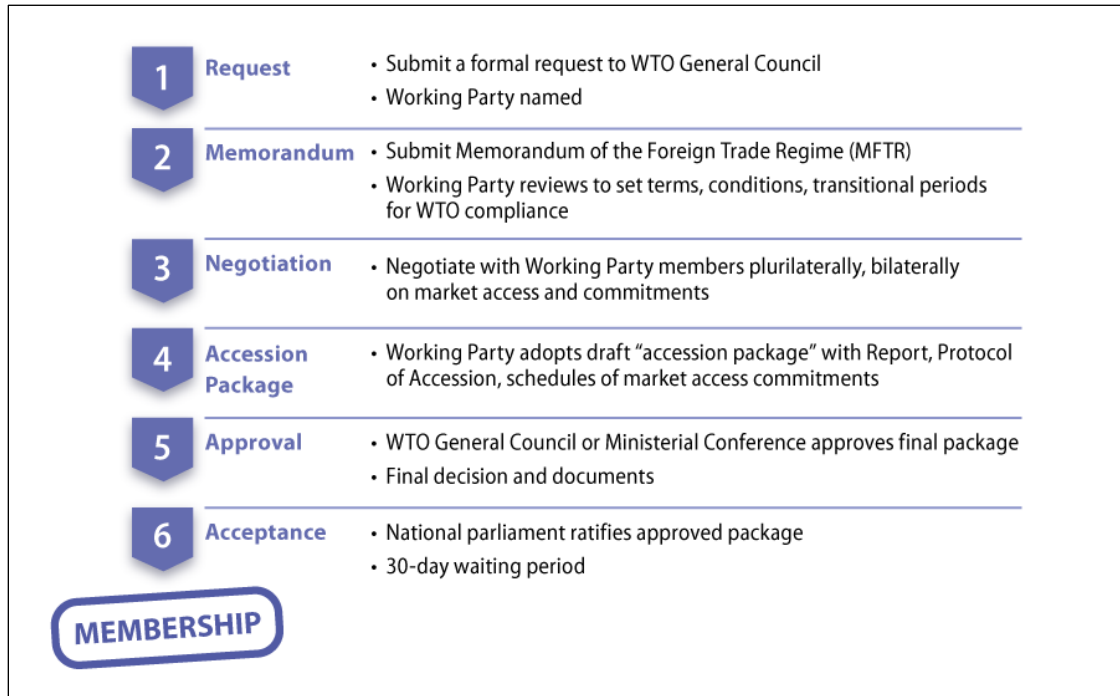 1 Request • Submit a formal request to WTO General Council
• Working Party named
2 Memorandum • Submit Memorandum of the Foreign Trade Regime (MFTR)
• Working Party reviews to set terms, conditions, transitional periods
for WTO compliance
3 Negotiation • Negotiate with Working Party members plurilaterally, bilaterally
on market access and commitments
4 Accession • Working Party adopts draft “accession package” with Report, Protocol
Package of Accession, schedules of market access commitments
5 Approval • WTO General Council or Ministerial Conference approves final package
• Final decision and documents
6 Acceptance • National parliament ratifies approved package
• 30-day waiting period
MEMBERSHIP